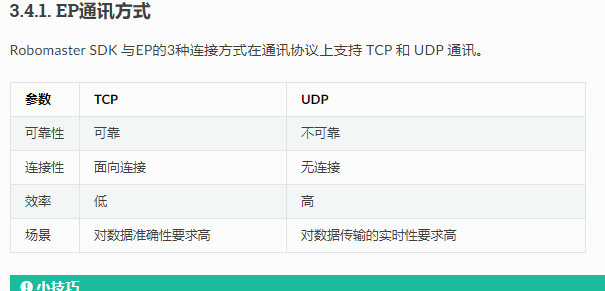 3.4.1. EP通讯方式
Robomaster SDK 与EP的3种连接方式在通讯协议上支持 TCP 和 UDP 通讯。
参数 TCP UDP
可靠性 可靠 不可靠
连接性 面向连接 无连接
效率 低 高
场景 对数据准确性要求高 对数据传输的实时性要求高
小技巧